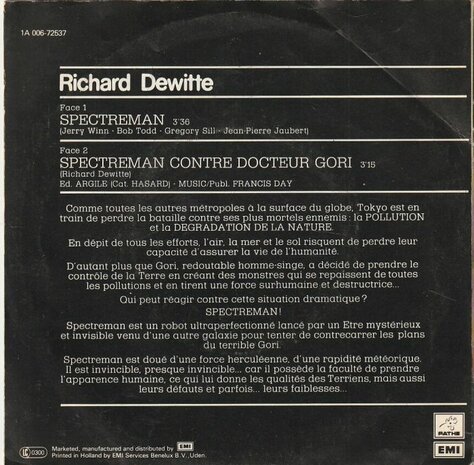 1A 006-72537
Richard Dewitte
Face 1
SPECTREMAN 3'36
(Jerry Winn - Bob Todd - Gregory Sill - Jean-Pierre Jaubert)
Face 2
SPECTREMAN CONTRE DOCTEUR GORI 3'15
(Richard Dewitte)
Ed. ARGILE (Cat. HASARD) - MUSIC/Publ. FRANCIS DAY
Comme toutes les autres métropoles à la surface du globe, Tokyo est en
train de perdre la bataille contre ses plus mortels ennemis : la POLLUTION
et la DEGRADATION DE LA NATURE.
En dépit de tous les efforts, l'air, la mer et le sol risquent de perdre leur
capacité d'assurer la vie de l'humanité.
D'autant plus que Gori, redoutable homme-singe, a décidé de prendre le
contrôle de la Terre en créant des monstres qui se repaissent de toutes
les pollutions et en tirent une force surhumaine et destructrice...
Qui peut réagir contre cette situation dramatique?
SPECTREMAN!
Spectreman est un robot ultraperfectionné lancé par un Etre mystérieux
et invisible venu d'une autre galaxie pour tenter de contrecarrer les plans
du terrible Gori.
Spectreman est doué d'une force herculéenne, d'une rapidité météorique.
Il est invincible, presque invincible... car il possède la faculté de prendre
l'apparence humaine, ce qui lui donne les qualités des Terriens, mais aussi
leurs défauts et parfois... leurs faiblesses...
LC 0300
Marketed, manufactured and distributed by EMI
Printed in Holland by EMI Services Benelux B.V., Uden.
PATHE
EMI